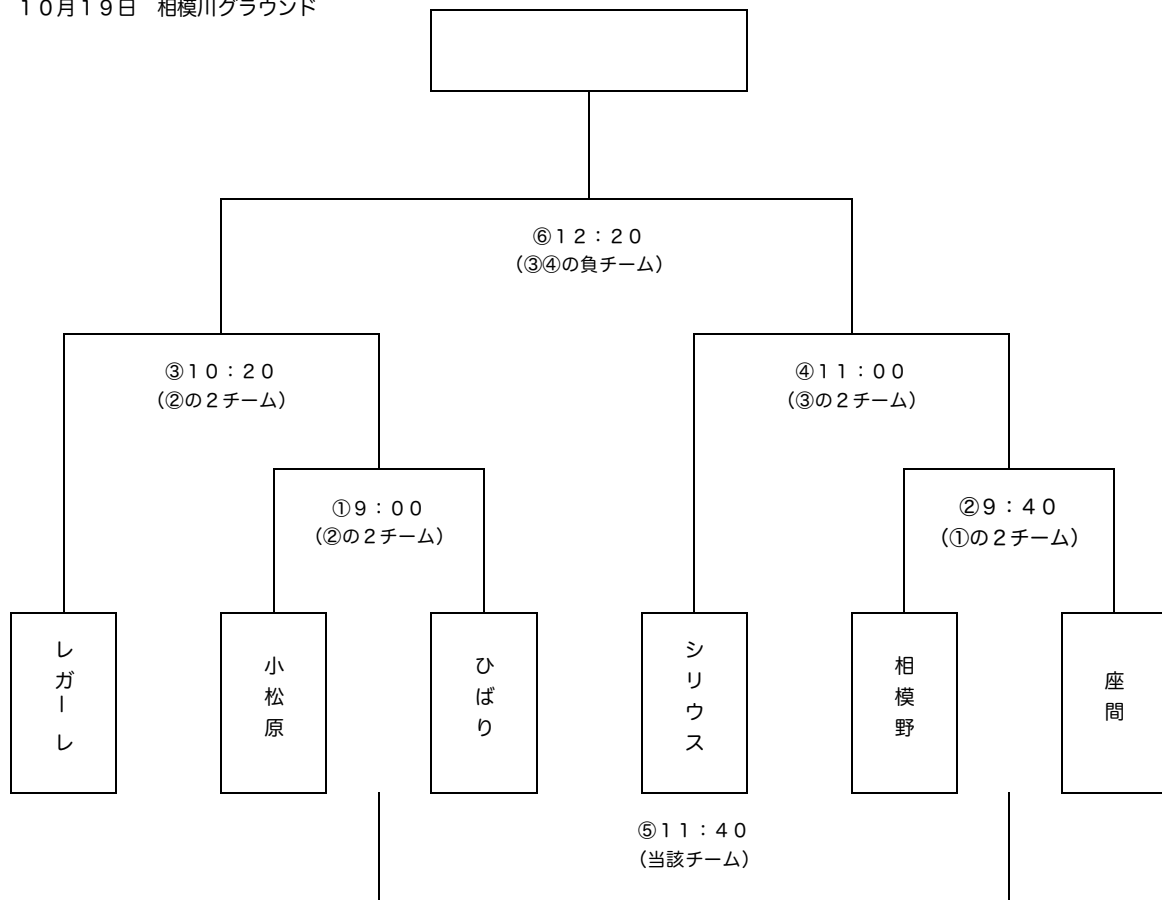 １０月１９日　相模川グラウンド
⑥１２：２０
（③④の負チーム）
③１０：２０
（②の２チーム）
④１１：００
（③の２チーム）
①９：００
（②の２チーム）
②９：４０
（①の２チーム）
レガーレ
小松原
ひばり
シリウス
相模野
座間
⑤１１：４０
（当該チーム）